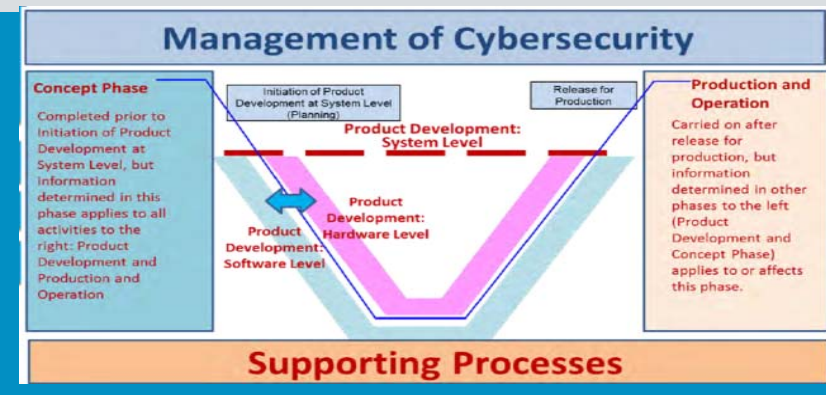 Management of Cybersecurity
Concept Phase
Completed prior to
Initiation of Product
Development at
System Level, but
information
determined in this
phase applies to all
activities to the
right: Product
Development and
Production and
Operation
Initiation of Product
Development at System Level
(Planning)
Release for
Production
Product Development:
System Level
Product
Development:
Hardware Level
Product
Development:
Software Level
Production and
Operation
Carried on after
release for
production, but
information
determined in other
phases to the left
(Product
Development and
Concept Phase)
applies to or affects
this phase.
Supporting Processes